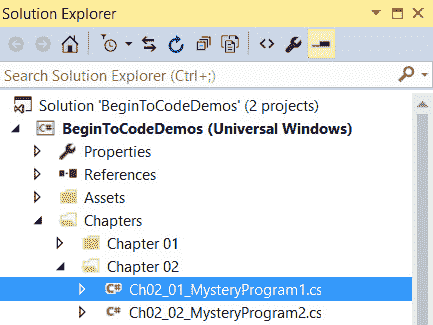 Solution Explorer
Search Solution Explorer (Ctrl+;)
Solution 'BeginToCodeDemos' (2 projects)
C# BeginToCodeDemos (Universal Windows)
Properties
References
Assets
Chapters
Chapter 01
Chapter 02
C# Ch02_01_MysteryProgram1.cs
C# Ch02_02_MysteryProgram2.cs